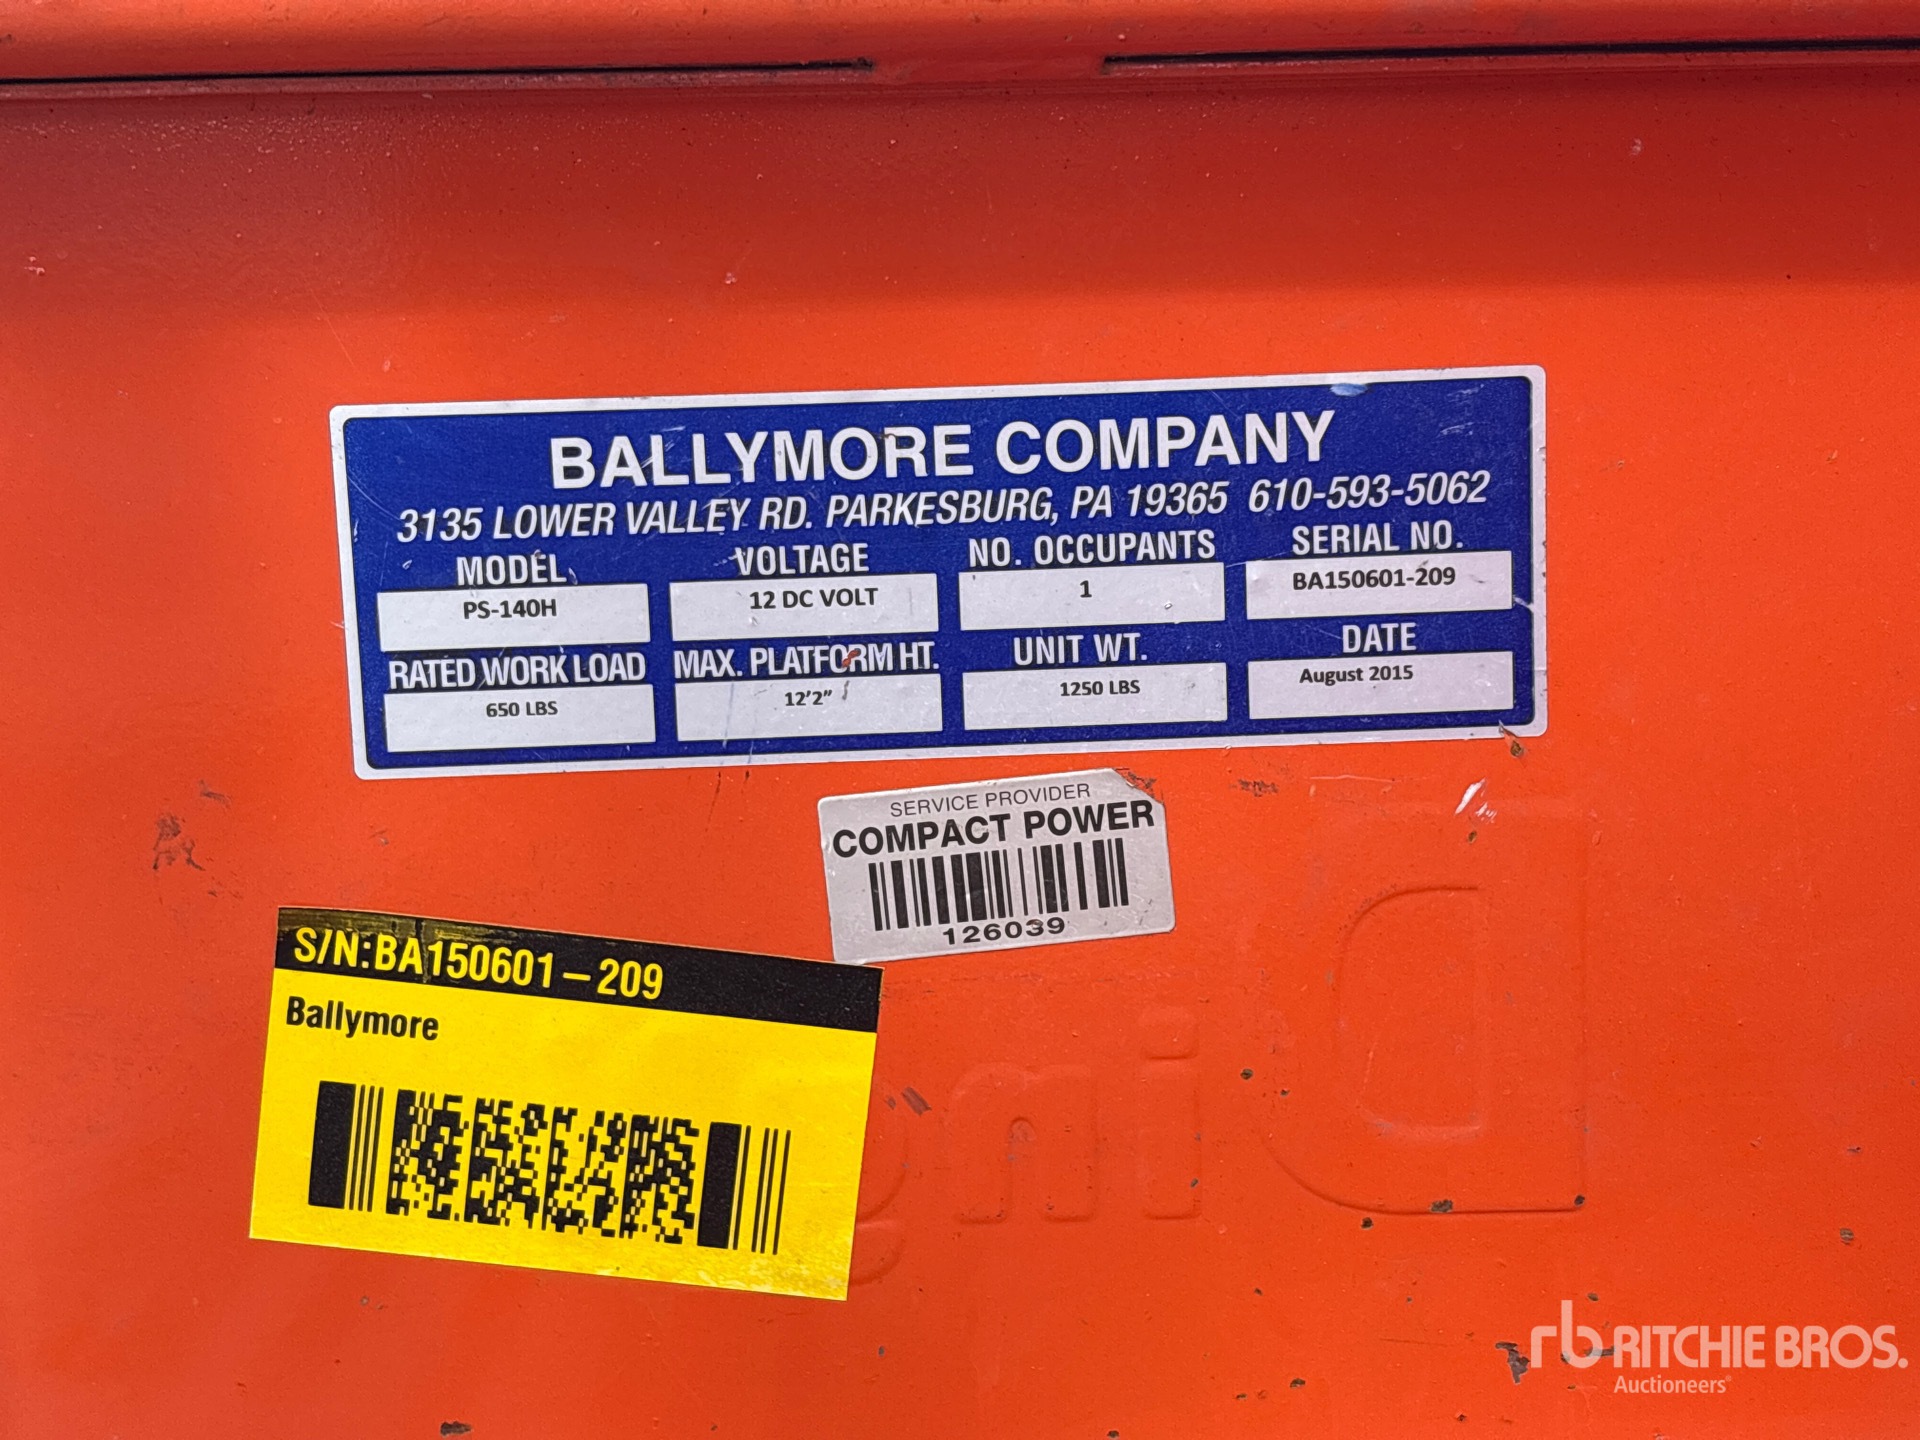 BALLYMORE COMPANY
3135 LOWER VALLEY RD. PARKESBURG, PA 19365 610-593-5062
MODEL VOLTAGE NO. OCCUPANTS SERIAL NO.
PS-140H 12 DC VOLT 1 BA150601-209
RATED WORK LOAD MAX. PLATFORM HT. UNIT WT. DATE
650 LBS 12'2" 1250 LBS August 2015
SERVICE PROVIDER
COMPACT POWER
126039
S/N:BA150601-209
Ballymore
rb RITCHIE BROS.
Auctioneers